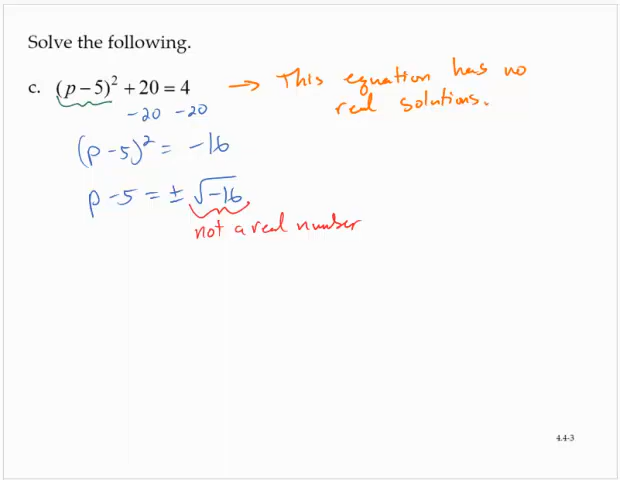 Solve the following.
c. (p − 5)² + 20 = 4 → This equation has no
real solutions.
−20 −20
(p − 5)² = −16
p − 5 = ± √−16
not a real number
4.4-3